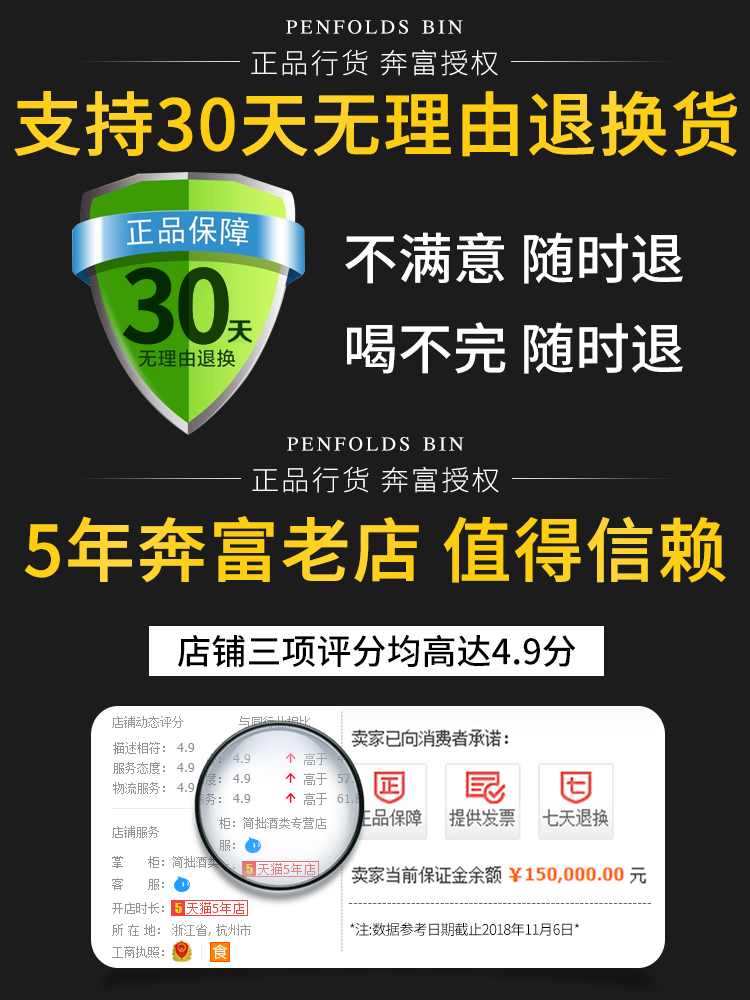 PENFOLDS BIN
正品行货 奔富授权
支持30天无理由退换货
正品保障
30天
无理由退换
不满意 随时退
喝不完 随时退
PENFOLDS BIN
正品行货 奔富授权
5年奔富老店 值得信赖
店铺三项评分均高达4.9分
店铺动态评分 与同行业相比
描述相符: 4.9
服务态度: 4.9
物流服务: 4.9
4.9 ↑ 高于
度: 4.9 ↑ 高于 57.
务: 4.9 ↑ 高于 61.8
柜: 简拙酒类专营店
服:
5天猫5年店
店铺服务
掌 柜: 简拙酒类
客 服:
开店时长: 5天猫5年店
所 在 地: 浙江省, 杭州市
工商执照: 食
卖家已向消费者承诺:
正 七
正品保障 提供发票 七天退换
卖家当前保证金余额 ¥150,000.00 元
*注:数据参考日期截止2018年11月6日*